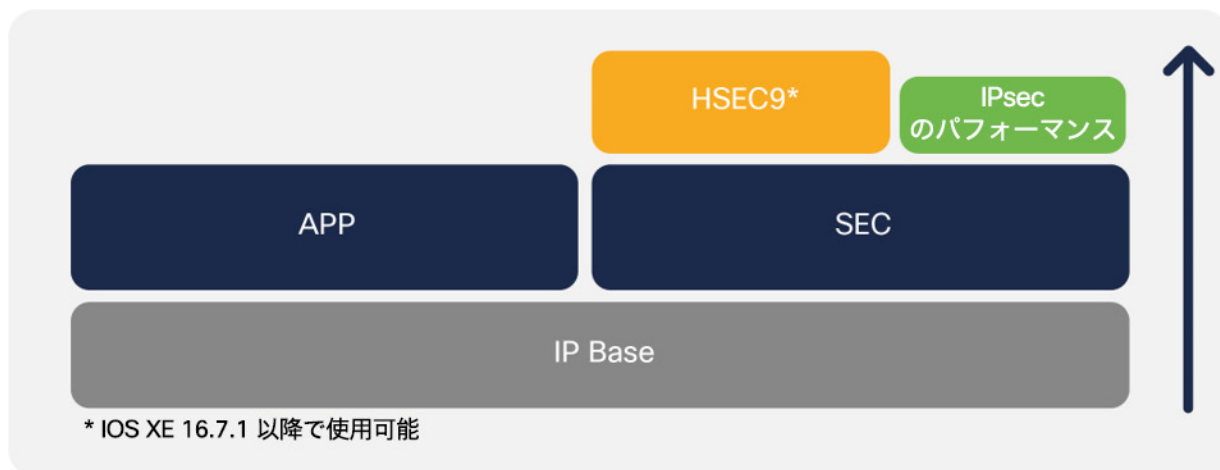 HSEC9*
IPsec
のパフォーマンス
APP
SEC
IP Base
* IOS XE 16.7.1 以降で使用可能